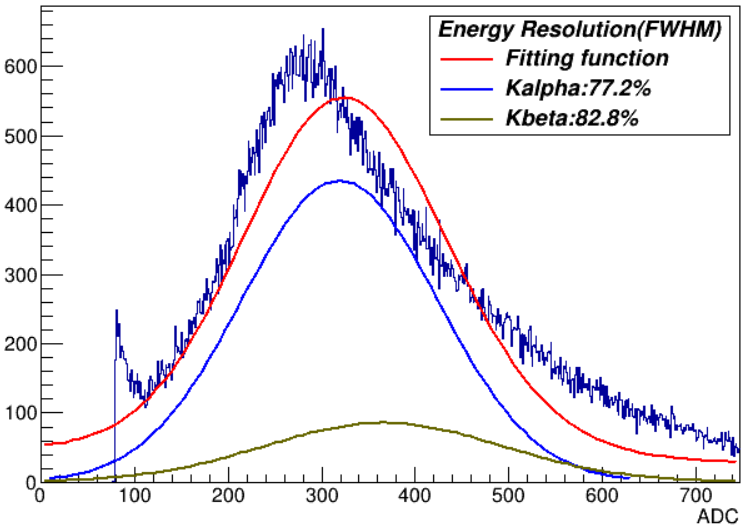 Energy Resolution(FWHM)
Fitting function
Kalpha:77.2%
Kbeta:82.8%
600
500
400
300
200
100
0
0 100 200 300 400 500 600 700
ADC